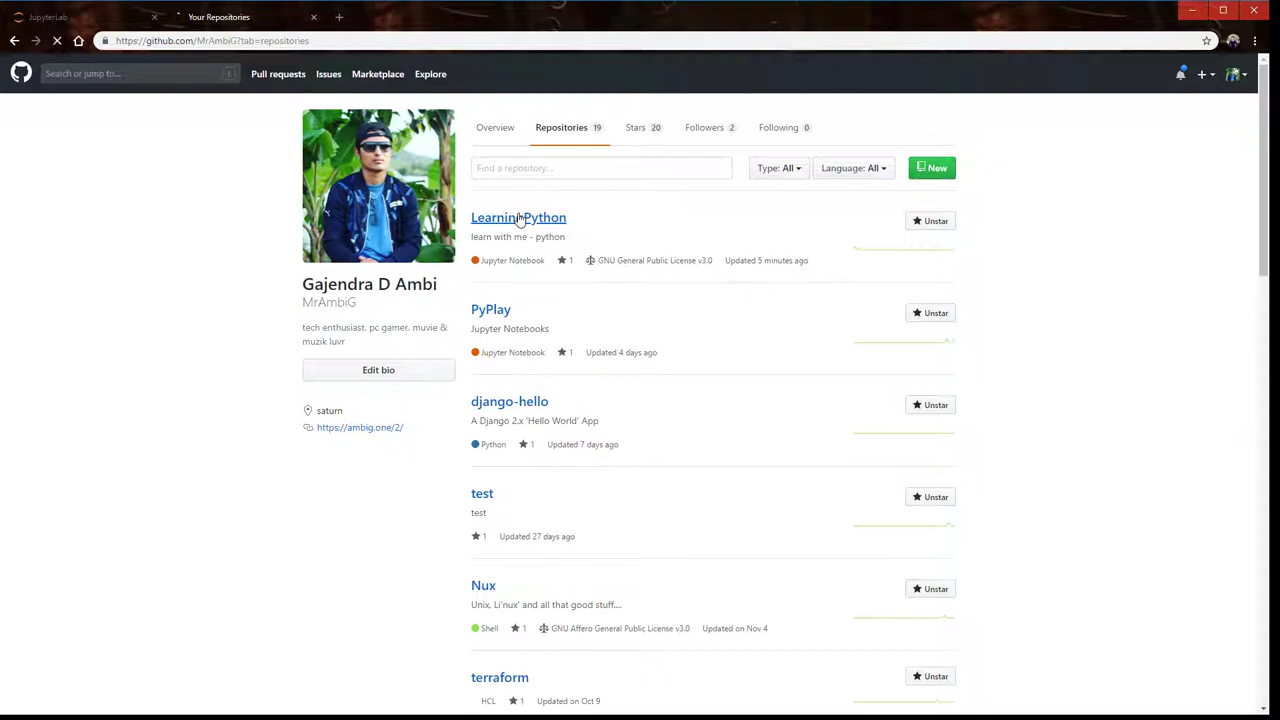 JupyterLab
Your Repositories
https://github.com/MrAmbiG?tab=repositories
Search or jump to... /
Pull requests Issues Marketplace Explore
Overview Repositories 19 Stars 20 Followers 2 Following 0
Find a repository... Type: All Language: All New
LearninPython
learn with me - python
Jupyter Notebook 1 GNU General Public License v3.0 Updated 5 minutes ago
Unstar
Gajendra D Ambi
MrAmbiG
tech enthusiast. pc gamer. muvie &
muzik luvr
Edit bio
saturn
https://ambig.one/2/
PyPlay
Jupyter Notebooks
Jupyter Notebook 1 Updated 4 days ago
Unstar
django-hello
A Django 2.x 'Hello World' App
Python 1 Updated 7 days ago
Unstar
test
test
1 Updated 27 days ago
Unstar
Nux
Unix, Li'nux' and all that good stuff....
Shell 1 GNU Affero General Public License v3.0 Updated on Nov 4
Unstar
terraform
HCL 1 Updated on Oct 9
Unstar